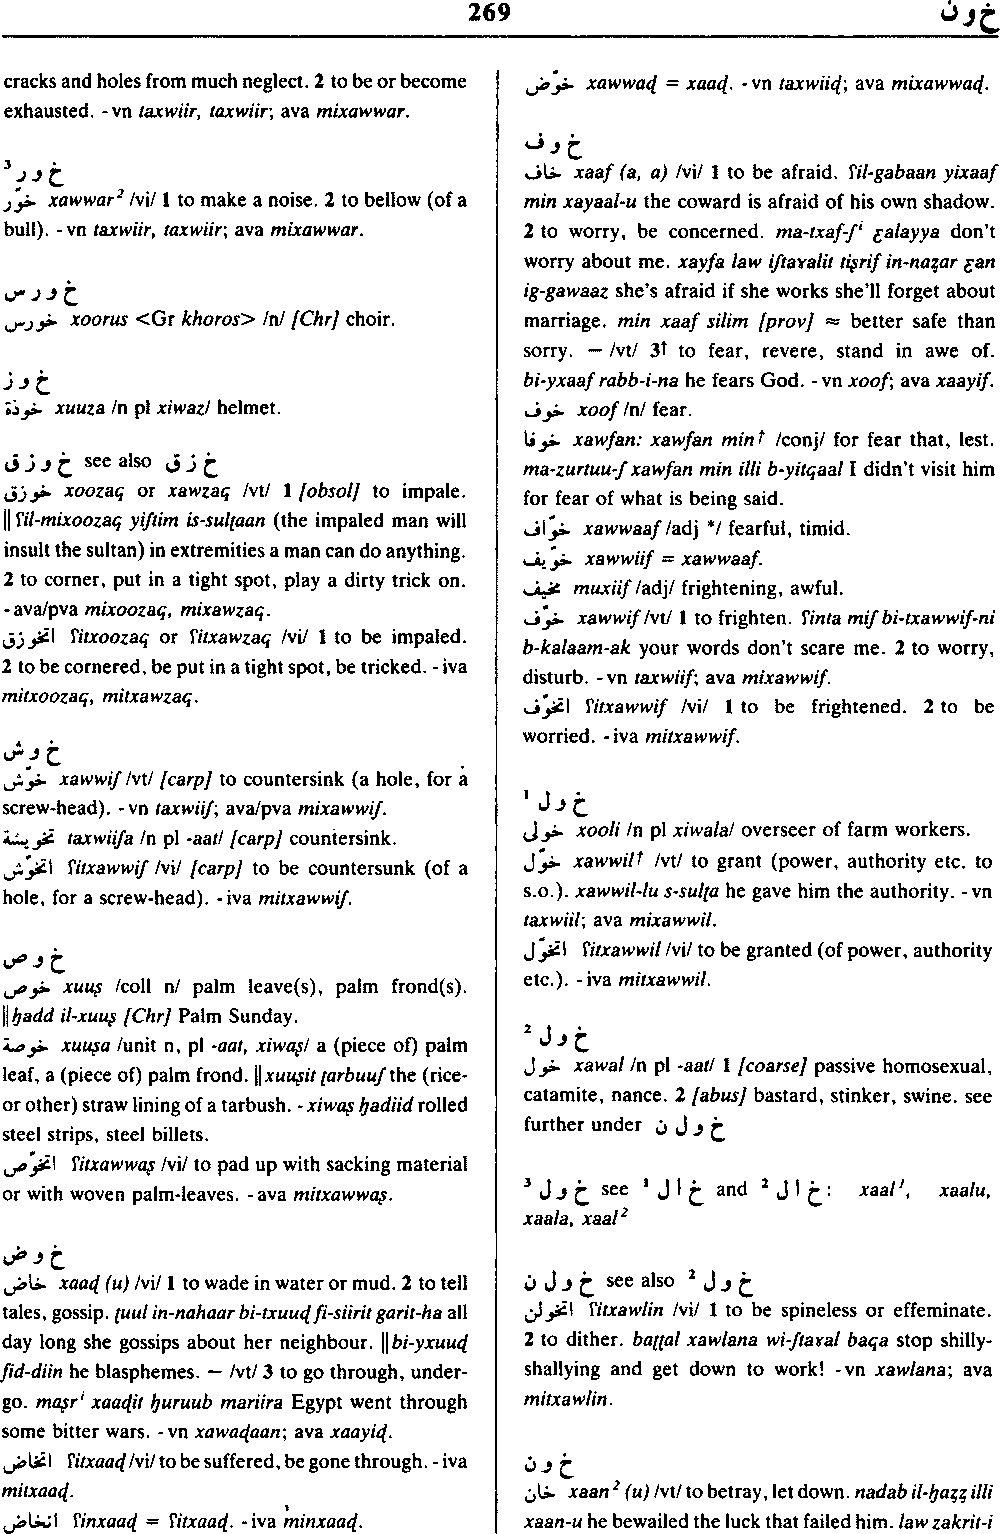 269
خ و ن
cracks and holes from much neglect. 2 to be or become
exhausted. -vn taxwiir, taxwiir; ava mixawwar.
خ و ر ³
خوّر xawwar² /vi/ 1 to make a noise. 2 to bellow (of a
bull). -vn taxwiir, taxwiir; ava mixawwar.
خ و ر س
خورس xoorus <Gr khoros> /n/ [Chr] choir.
خ و ذ
خوذة xuuza /n pl xiwaz/ helmet.
خ و ز ق see also خ ز ق
خوزق xoozaq or xawzaq /vt/ 1 [obsol] to impale.
‖ ʕil-mixoozaq yiʃtim is-sulṭaan (the impaled man will
insult the sultan) in extremities a man can do anything.
2 to corner, put in a tight spot, play a dirty trick on.
-ava/pva mixoozaq, mixawzaq.
اتخوزق ʕitxoozaq or ʕitxawzaq /vi/ 1 to be impaled.
2 to be cornered, be put in a tight spot, be tricked. -iva
mitxoozaq, mitxawzaq.
خ و ش
خوّش xawwiʃ /vt/ [carp] to countersink (a hole, for a
screw-head). -vn taxwiiʃ; ava/pva mixawwiʃ.
تخويشة taxwiiʃa /n pl -aat/ [carp] countersink.
اتخوّش ʕitxawwiʃ /vi/ [carp] to be countersunk (of a
hole, for a screw-head). -iva mitxawwiʃ.
خ و ص
خوص xuuṣ /coll n/ palm leave(s), palm frond(s).
‖ ḥadd il-xuuṣ [Chr] Palm Sunday.
خوصة xuuṣa /unit n, pl -aat, xiwaṣ/ a (piece of) palm
leaf, a (piece of) palm frond. ‖ xuuṣit ṭarbuuʃ the (rice-
or other) straw lining of a tarbush. -xiwaṣ ḥadiid rolled
steel strips, steel billets.
اتخوّص ʕitxawwaṣ /vi/ to pad up with sacking material
or with woven palm-leaves. -ava mitxawwaṣ.
خ و ض
خاض xaaḍ (u) /vi/ 1 to wade in water or mud. 2 to tell
tales, gossip. ṭuul in-nahaar bi-txuuḍ fi-siirit garit-ha all
day long she gossips about her neighbour. ‖ bi-yxuuḍ
fid-diin he blasphemes. — /vt/ 3 to go through, under-
go. maṣrⁱ xaaḍit ḥuruub mariira Egypt went through
some bitter wars. -vn xawaḍaan; ava xaayiḍ.
اتخاض ʕitxaaḍ /vi/ to be suffered, be gone through. -iva
mitxaaḍ.
انخاض ʕinxaaḍ = ʕitxaaḍ. -iva minxaaḍ.
خوّض xawwaḍ = xaaḍ. -vn taxwiiḍ; ava mixawwaḍ.
خ و ف
خاف xaaf (a, a) /vi/ 1 to be afraid. ʕil-gabaan yixaaf
min xayaal-u the coward is afraid of his own shadow.
2 to worry, be concerned. ma-txaf-ʃⁱ ɛalayya don't
worry about me. xayfa law iʃtaɤalit tiṣrif in-naẓar ɛan
ig-gawaaz she's afraid if she works she'll forget about
marriage. min xaaf silim [prov] ≈ better safe than
sorry. — /vt/ 3↑ to fear, revere, stand in awe of.
bi-yxaaf rabb-i-na he fears God. -vn xoof; ava xaayif.
خوف xoof /n/ fear.
خوفا xawfan: xawfan min↑ /conj/ for fear that, lest.
ma-zurtuu-ʃ xawfan min illi b-yitqaal I didn't visit him
for fear of what is being said.
خوّاف xawwaaf /adj */ fearful, timid.
خوّيف xawwiif = xawwaaf.
مخيف muxiif /adj/ frightening, awful.
خوّف xawwif /vt/ 1 to frighten. ʕinta miʃ bi-txawwif-ni
b-kalaam-ak your words don't scare me. 2 to worry,
disturb. -vn taxwiif; ava mixawwif.
اتخوّف ʕitxawwif /vi/ 1 to be frightened. 2 to be
worried. -iva mitxawwif.
خ و ل ¹
خولي xooli /n pl xiwala/ overseer of farm workers.
خوّل xawwil↑ /vt/ to grant (power, authority etc. to
s.o.). xawwil-lu s-sulṭa he gave him the authority. -vn
taxwiil; ava mixawwil.
اتخوّل ʕitxawwil /vi/ to be granted (of power, authority
etc.). -iva mitxawwil.
خ و ل ²
خول xawal /n pl -aat/ 1 [coarse] passive homosexual,
catamite, nance. 2 [abus] bastard, stinker, swine. see
further under خ و ل ن
خ و ل ³ see خ ا ل ¹ and خ ا ل ²: xaal¹, xaalu,
xaala, xaal²
خ و ل ن see also خ و ل ²
اتخولن ʕitxawlin /vi/ 1 to be spineless or effeminate.
2 to dither. baṭṭal xawlana wi-ʃtaɤal baqa stop shilly-
shallying and get down to work! -vn xawlana; ava
mitxawlin.
خ و ن
خان xaan² (u) /vt/ to betray, let down. nadab il-ḥaẓẓ illi
xaan-u he bewailed the luck that failed him. law zakrit-i